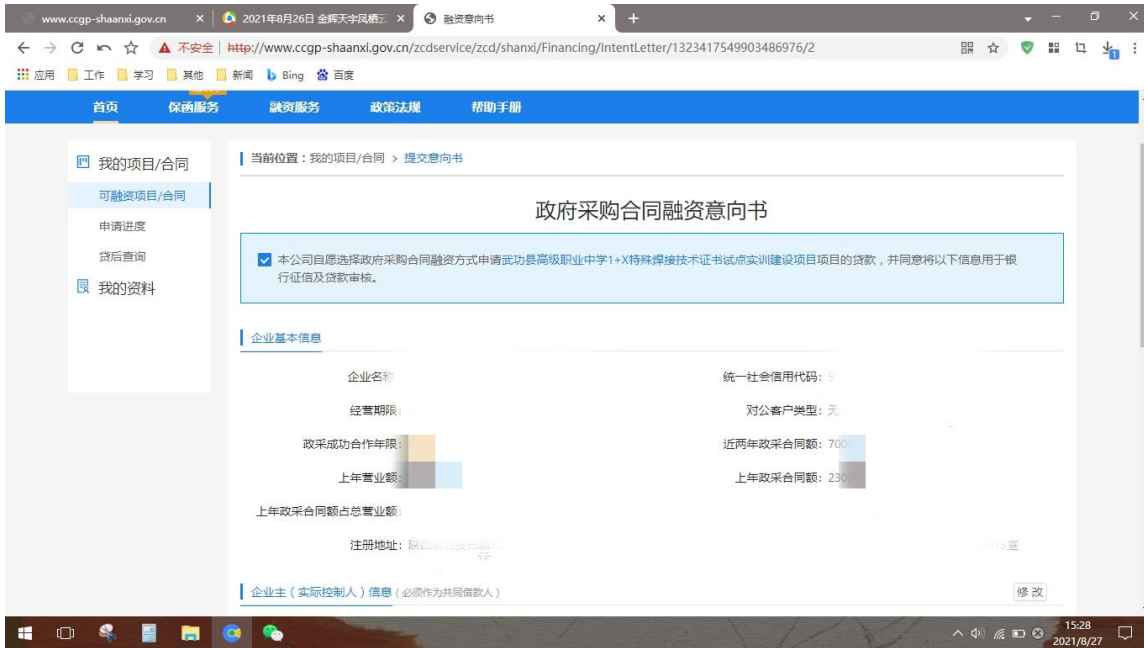 www.ccgp-shaanxi.gov.cn
2021年8月26日 金辉天宇凤栖云
融资意向书
不安全
http://www.ccgp-shaanxi.gov.cn/zcdservice/zcd/shanxi/Financing/IntentLetter/1323417549903486976/2
应用 工作 学习 其他 新闻 Bing 百度
首页 保函服务 融资服务 政策法规 帮助手册
我的项目/合同
可融资项目/合同
申请进度
贷后查询
我的资料
当前位置：我的项目/合同 > 提交意向书
政府采购合同融资意向书
本公司自愿选择政府采购合同融资方式申请武功县高级职业中学1+X特殊焊接技术证书试点实训建设项目项目的贷款，并同意将以下信息用于银
行征信及贷款审核。
企业基本信息
企业名称
统一社会信用代码：9
经营期限：
对公客户类型：无
政采成功合作年限：
近两年政采合同额：700
上年营业额：
上年政采合同额：230
上年政采合同额占总营业额：
注册地址：陕
室
企业主（实际控制人）信息（必须作为共同借款人）
修改
15:28
2021/8/27
1